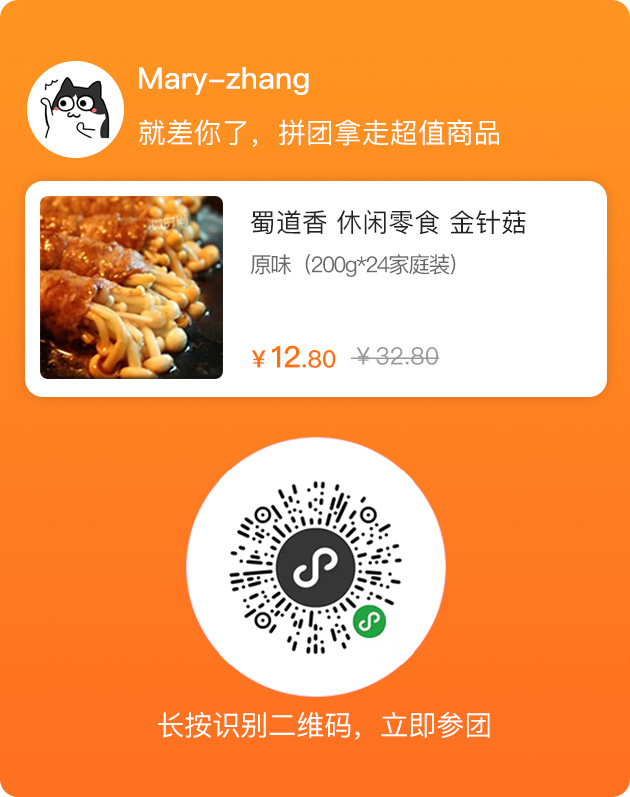 Mary-zhang
就差你了，拼团拿走超值商品
蜀道香 休闲零食 金针菇
原味（200g*24家庭装）
¥12.80 ¥32.80
长按识别二维码，立即参团